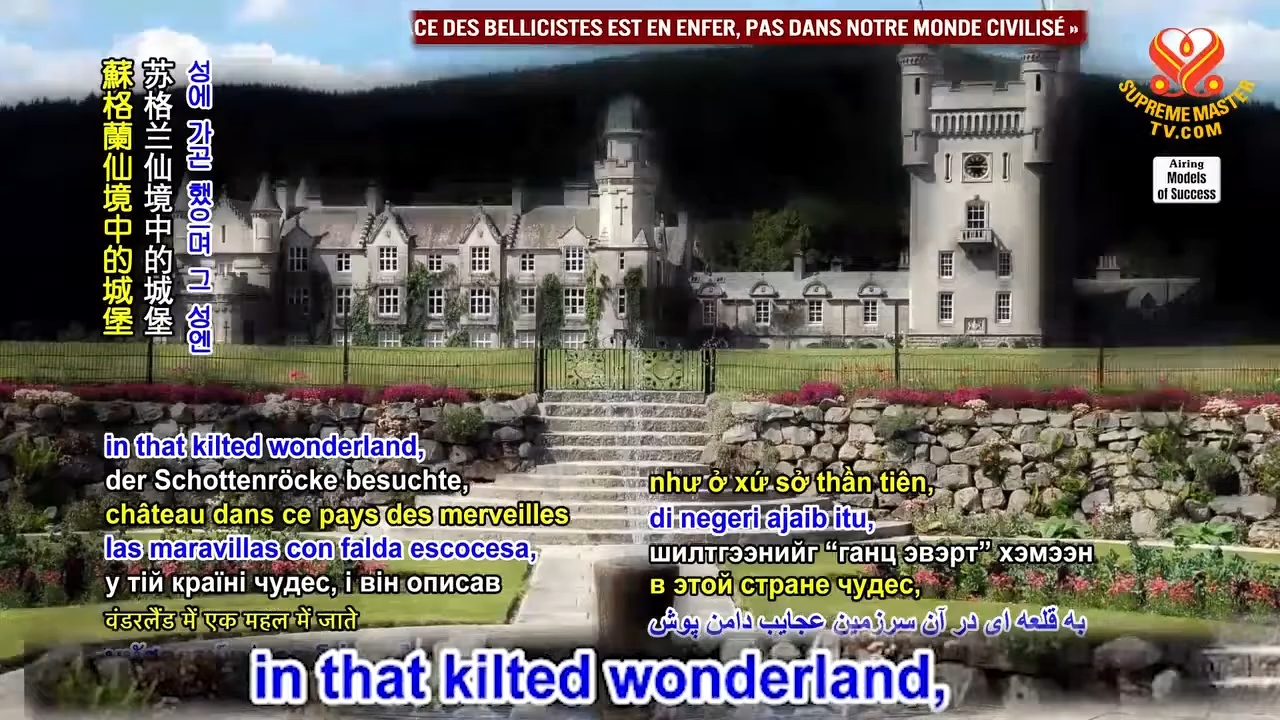 CE DES BELLICISTES EST EN ENFER, PAS DANS NOTRE MONDE CIVILISÉ »
SUPREME MASTER
TV.COM
Airing
Models
of Success
蘇格蘭仙境中的城堡
苏格兰仙境中的城堡
성에 가곤 했으며 그 성엔
in that kilted wonderland,
der Schottenröcke besuchte,
château dans ce pays des merveilles
las maravillas con falda escocesa,
у тій країні чудес, і він описав
वंडरलैंड में एक महल में जाते
như ở xứ sở thần tiên,
di negeri ajaib itu,
шилтгээнийг “ганц эвэрт” хэмээн
в этой стране чудес,
به قلعه ای در آن سرزمین عجایب دامن پوش
in that kilted wonderland,